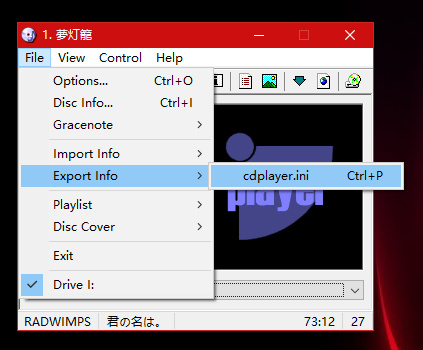 1. 夢灯籠
File View Control Help
Options... Ctrl+O
Disc Info... Ctrl+I
Gracenote
Import Info
Export Info
cdplayer.ini Ctrl+P
player
Playlist
Disc Cover
Exit
Drive I:
RADWIMPS 君の名は。 73:12 27